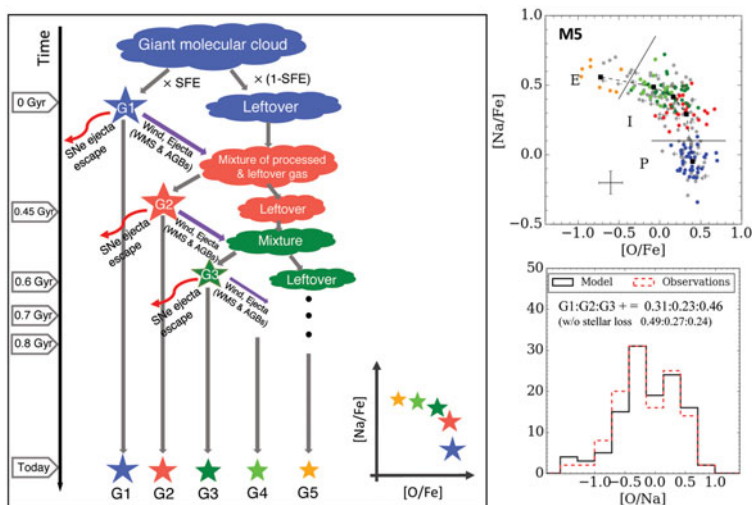 Time
Giant molecular cloud
× SFE
× (1-SFE)
0 Gyr
G1
Leftover
SNe ejecta
escape
Wind, Ejecta
(WMS & AGBs)
Mixture of processed
& leftover gas
0.45 Gyr
G2
Leftover
SNe ejecta
escape
Wind, Ejecta
(WMS & AGBs)
Mixture
0.6 Gyr
G3
Leftover
SNe ejecta
escape
Wind, Ejecta
(WMS & AGBs)
0.7 Gyr
0.8 Gyr
Today
G1 G2 G3 G4 G5
[Na/Fe]
[O/Fe]
M5
E
I
P
[Na/Fe]
1.0
0.5
0.0
−0.5
−1.0 −0.5 0.0 0.5 1.0
[O/Fe]
50
40
30
20
10
0
Model Observations
G1:G2:G3 + = 0.31:0.23:0.46
(w/o stellar loss 0.49:0.27:0.24)
−1.0 −0.5 0.0 0.5 1.0
[O/Na]